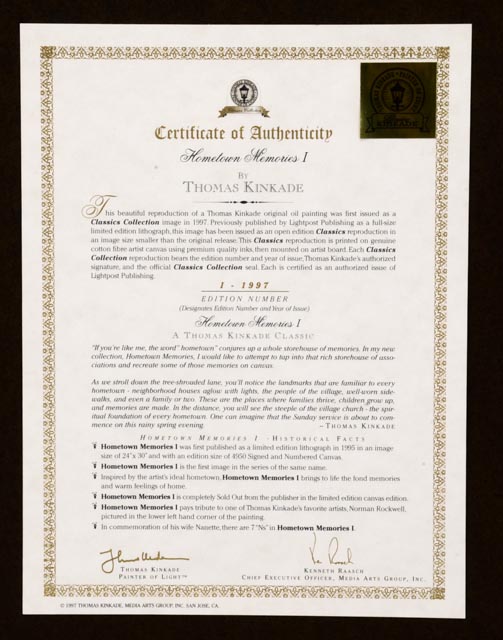 Certificate of Authenticity
Hometown Memories I
BY
THOMAS KINKADE
This beautiful reproduction of a Thomas Kinkade original oil painting was first issued as a
Classics Collection image in 1997. Previously published by Lightpost Publishing as a full-size
limited edition lithograph, this image has been issued as an open edition Classics reproduction in
an image size smaller than the original release. This Classics reproduction is printed on genuine
cotton fibre artist canvas using premium quality inks, then mounted on artist board. Each Classics
Collection reproduction bears the edition number and year of issue, Thomas Kinkade's authorized
signature, and the official Classics Collection seal. Each is certified as an authorized issue of
Lightpost Publishing.
1 - 1997
EDITION NUMBER
(Designates Edition Number and Year of Issue)
Hometown Memories I
A THOMAS KINKADE CLASSIC
"If you're like me, the word" hometown" conjures up a whole storehouse of memories. In my new
collection, Hometown Memories, I would like to attempt to tap into that rich storehouse of asso-
ciations and recreate some of those memories on canvas.
As we stroll down the tree-shrouded lane, you'll notice the landmarks that are familiar to every
hometown - neighborhood houses aglow with lights, the people of the village, well-worn side-
walks, and even a family or two. These are the places where families thrive, children grow up,
and memories are made. In the distance, you will see the steeple of the village church - the spir-
itual foundation of every hometown. One can imagine that the Sunday service is about to com-
mence on this rainy spring evening.
– THOMAS KINKADE
HOMETOWN MEMORIES I - HISTORICAL FACTS
Hometown Memories I was first published as a limited edition lithograph in 1995 in an image
size of 24"x 30" and with an edition size of 4950 Signed and Numbered Canvas.
Hometown Memories I is the first image in the series of the same name.
Inspired by the artist's ideal hometown, Hometown Memories I brings to life the fond memories
and warm feelings of home.
Hometown Memories I is completely Sold Out from the publisher in the limited edition canvas edition.
Hometown Memories I pays tribute to one of Thomas Kinkade's favorite artists, Norman Rockwell,
pictured in the lower left hand corner of the painting.
In commemoration of his wife Nanette, there are 7 "Ns" in Hometown Memories I.
THOMAS KINKADE
PAINTER OF LIGHT™
KENNETH RAASCH
CHIEF EXECUTIVE OFFICER, MEDIA ARTS GROUP, INC.
© 1997 THOMAS KINKADE, MEDIA ARTS GROUP, INC. SAN JOSE, CA.